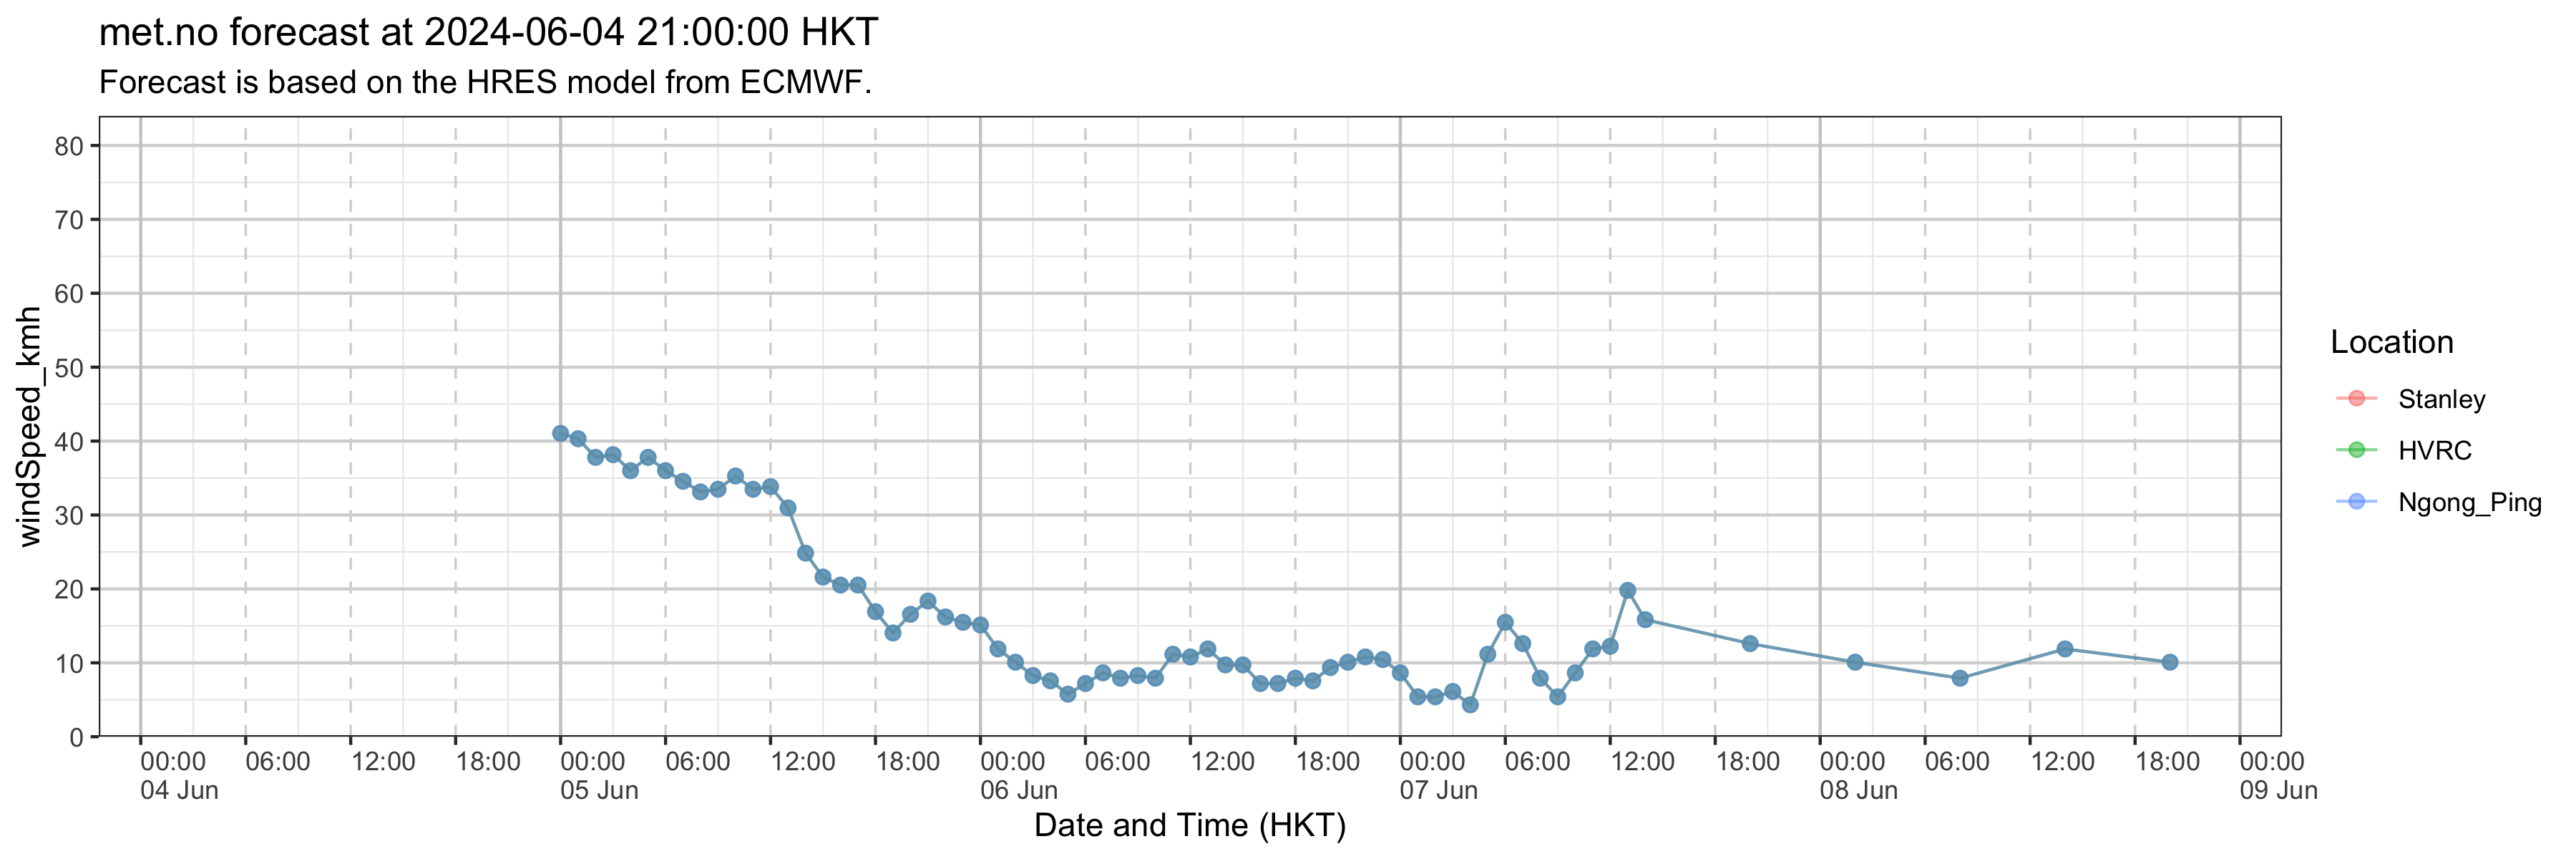 met.no forecast at 2024-06-04 21:00:00 HKT
Forecast is based on the HRES model from ECMWF.
windSpeed_kmh
80
70
60
50
40
30
20
10
0
00:00 06:00 12:00 18:00 00:00 06:00 12:00 18:00 00:00 06:00 12:00 18:00 00:00 06:00 12:00 18:00 00:00 06:00 12:00 18:00 00:00
04 Jun 05 Jun 06 Jun 07 Jun 08 Jun 09 Jun
Date and Time (HKT)
Location
Stanley
HVRC
Ngong_Ping